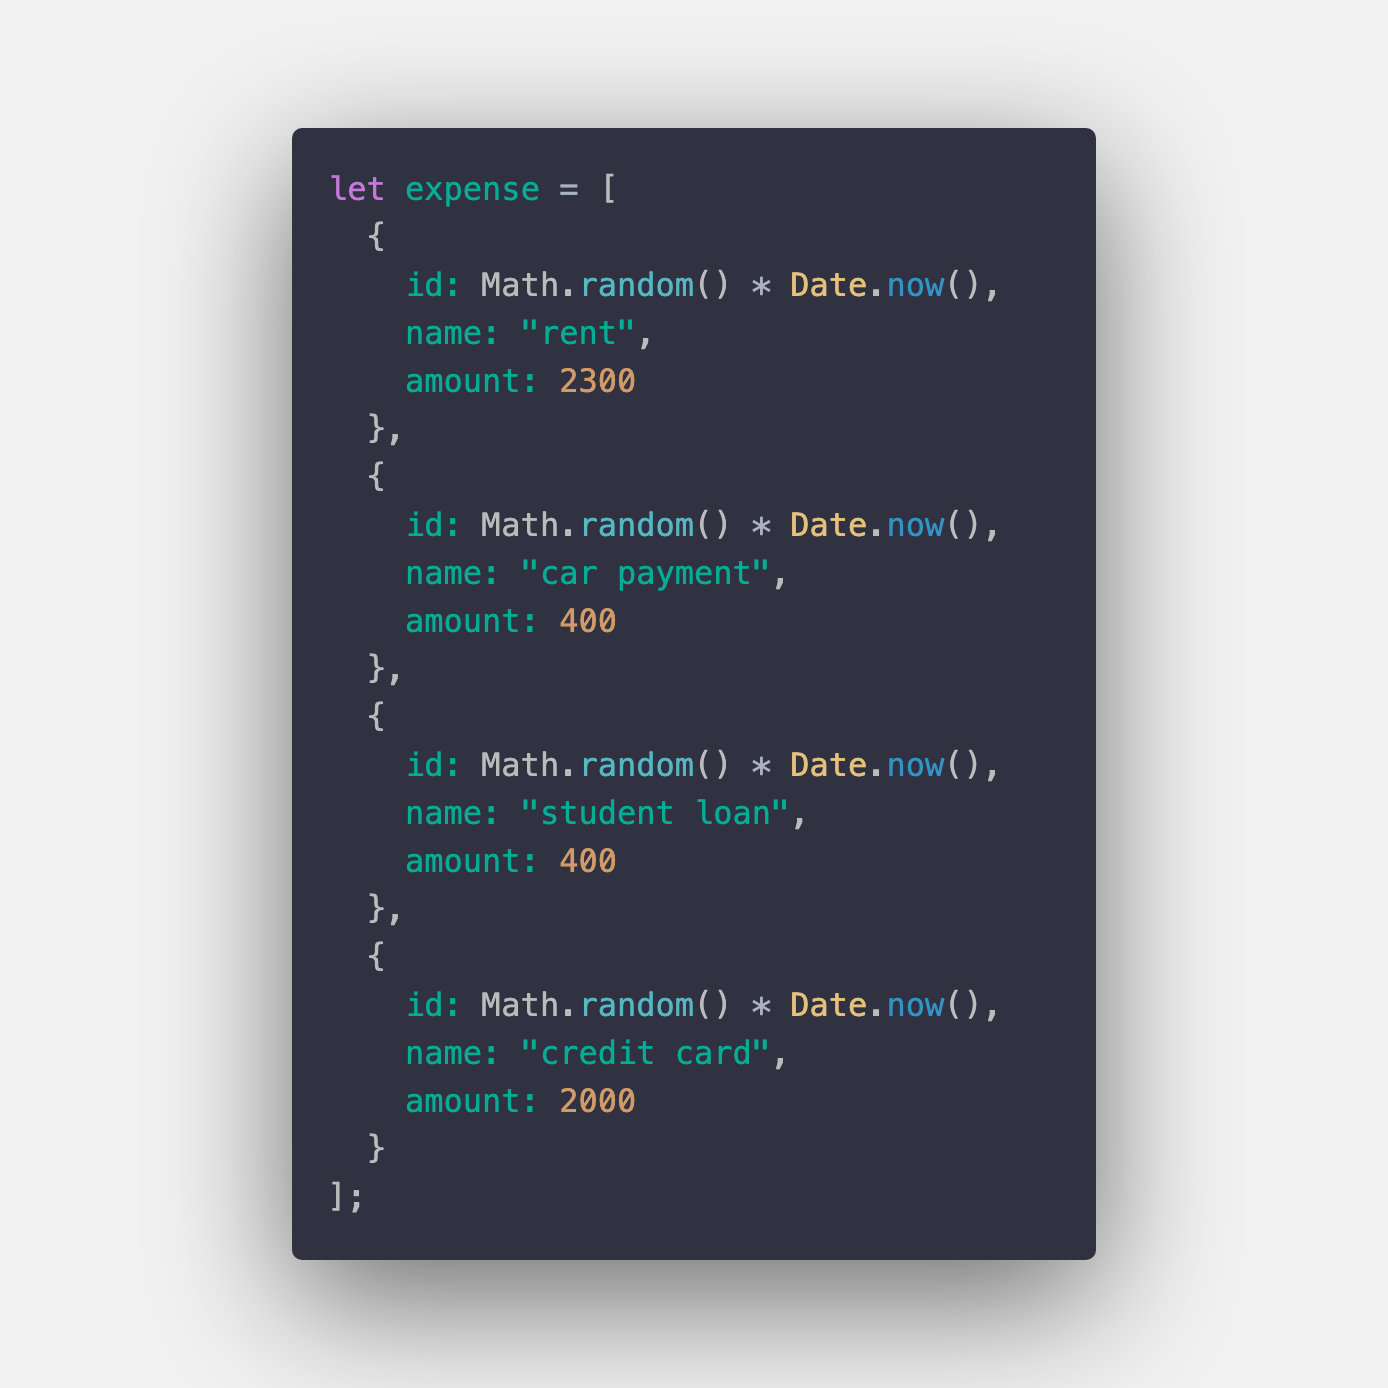 let expense = [
  {
    id: Math.random() * Date.now(),
    name: "rent",
    amount: 2300
  },
  {
    id: Math.random() * Date.now(),
    name: "car payment",
    amount: 400
  },
  {
    id: Math.random() * Date.now(),
    name: "student loan",
    amount: 400
  },
  {
    id: Math.random() * Date.now(),
    name: "credit card",
    amount: 2000
  }
];